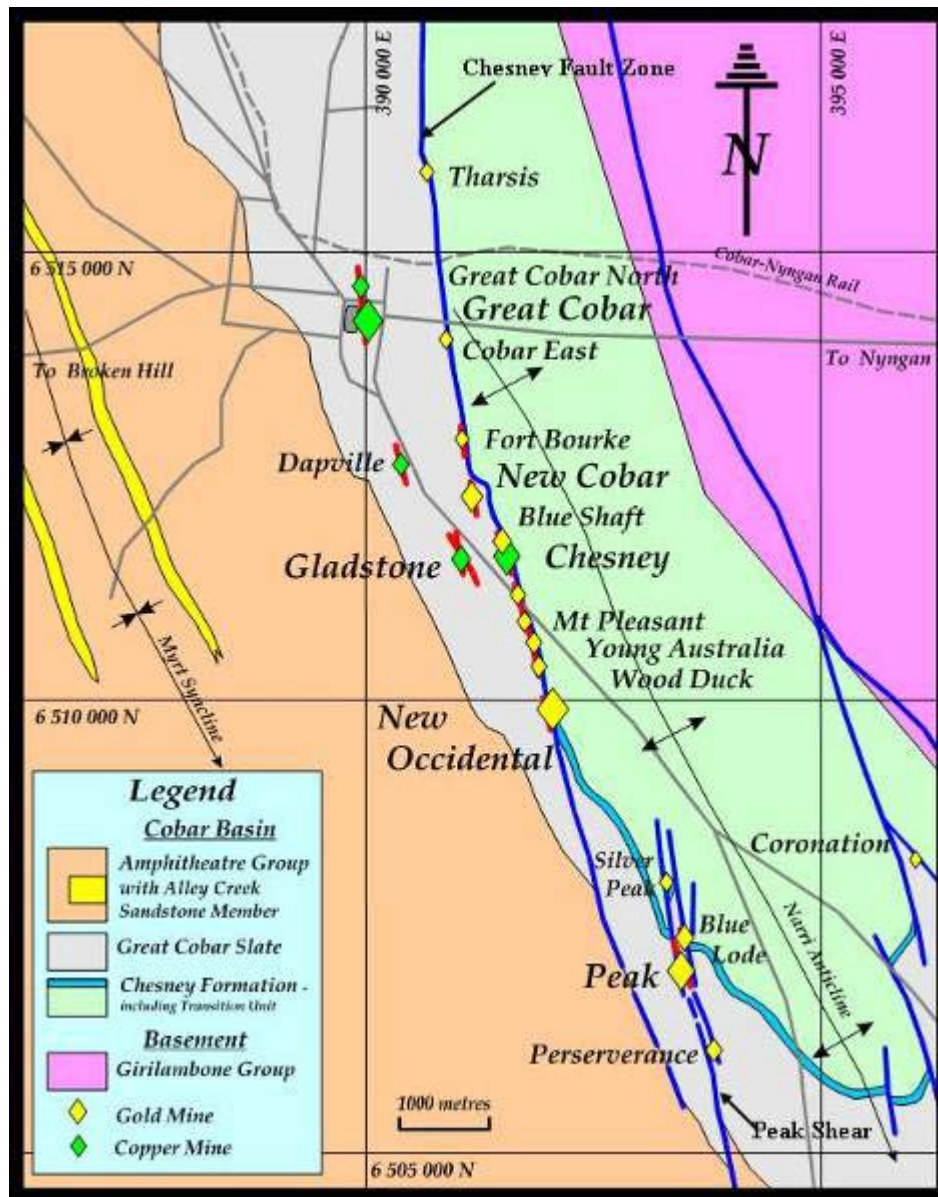 390 000 E
395 000 E
Chesney Fault Zone
N
Tharsis
6 515 000 N
Cobar-Nyngan Rail
Great Cobar North
Great Cobar
Cobar East
To Broken Hill
To Nyngan
Fort Bourke
Dapville
New Cobar
Blue Shaft
Gladstone
Chesney
Mt Pleasant
Young Australia
Wood Duck
Myrt Syncline
6 510 000 N
New
Occidental
Coronation
Silver
Peak
Blue
Lode
Narri Anticline
Peak
Perserverance
1000 metres
Peak Shear
6 505 000 N
Legend
Cobar Basin
Amphitheatre Group
with Alley Creek
Sandstone Member
Great Cobar Slate
Chesney Formation -
including Transition Unit
Basement
Girilambone Group
Gold Mine
Copper Mine